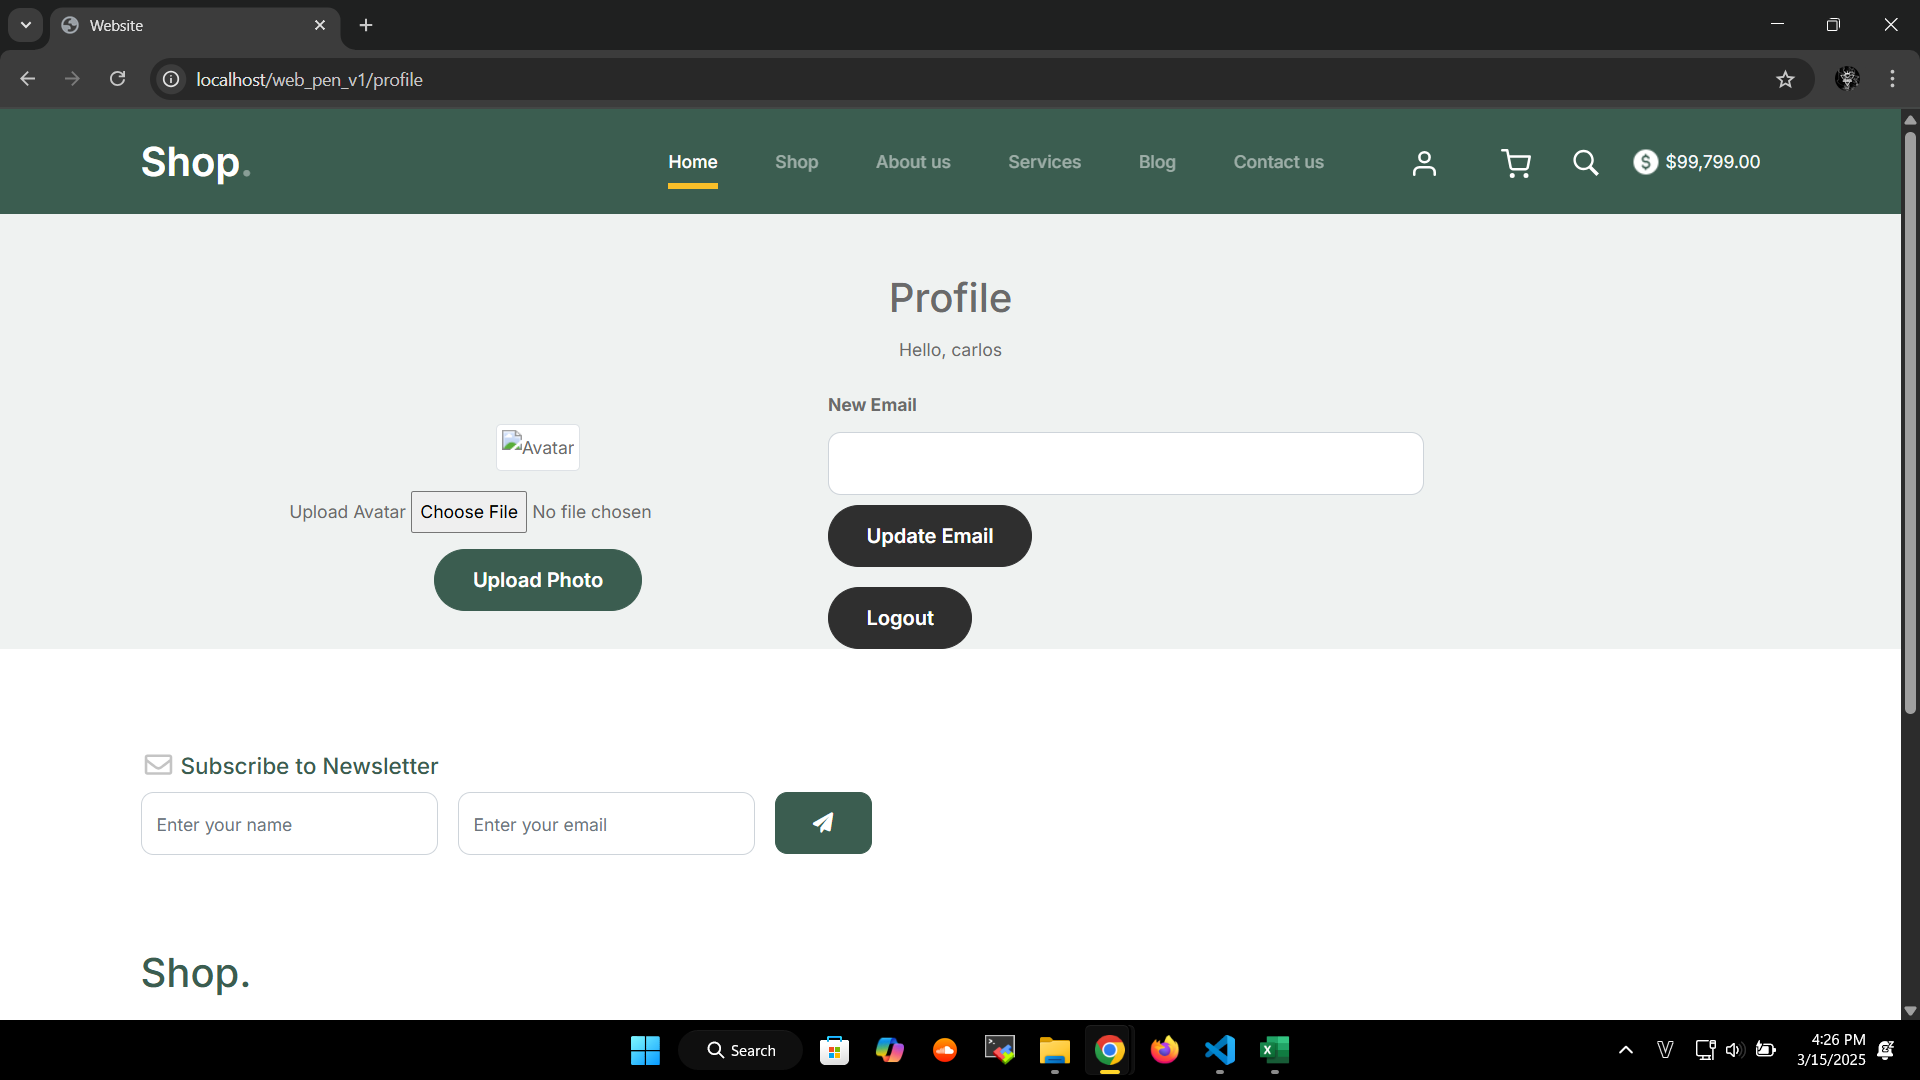 Website
localhost/web_pen_v1/profile
Shop.
Home
Shop
About us
Services
Blog
Contact us
$ $99,799.00
Profile
Hello, carlos
New Email
Avatar
Upload Avatar Choose File No file chosen
Update Email
Upload Photo
Logout
Subscribe to Newsletter
Enter your name
Enter your email
Shop.
Search
4:26 PM
3/15/2025